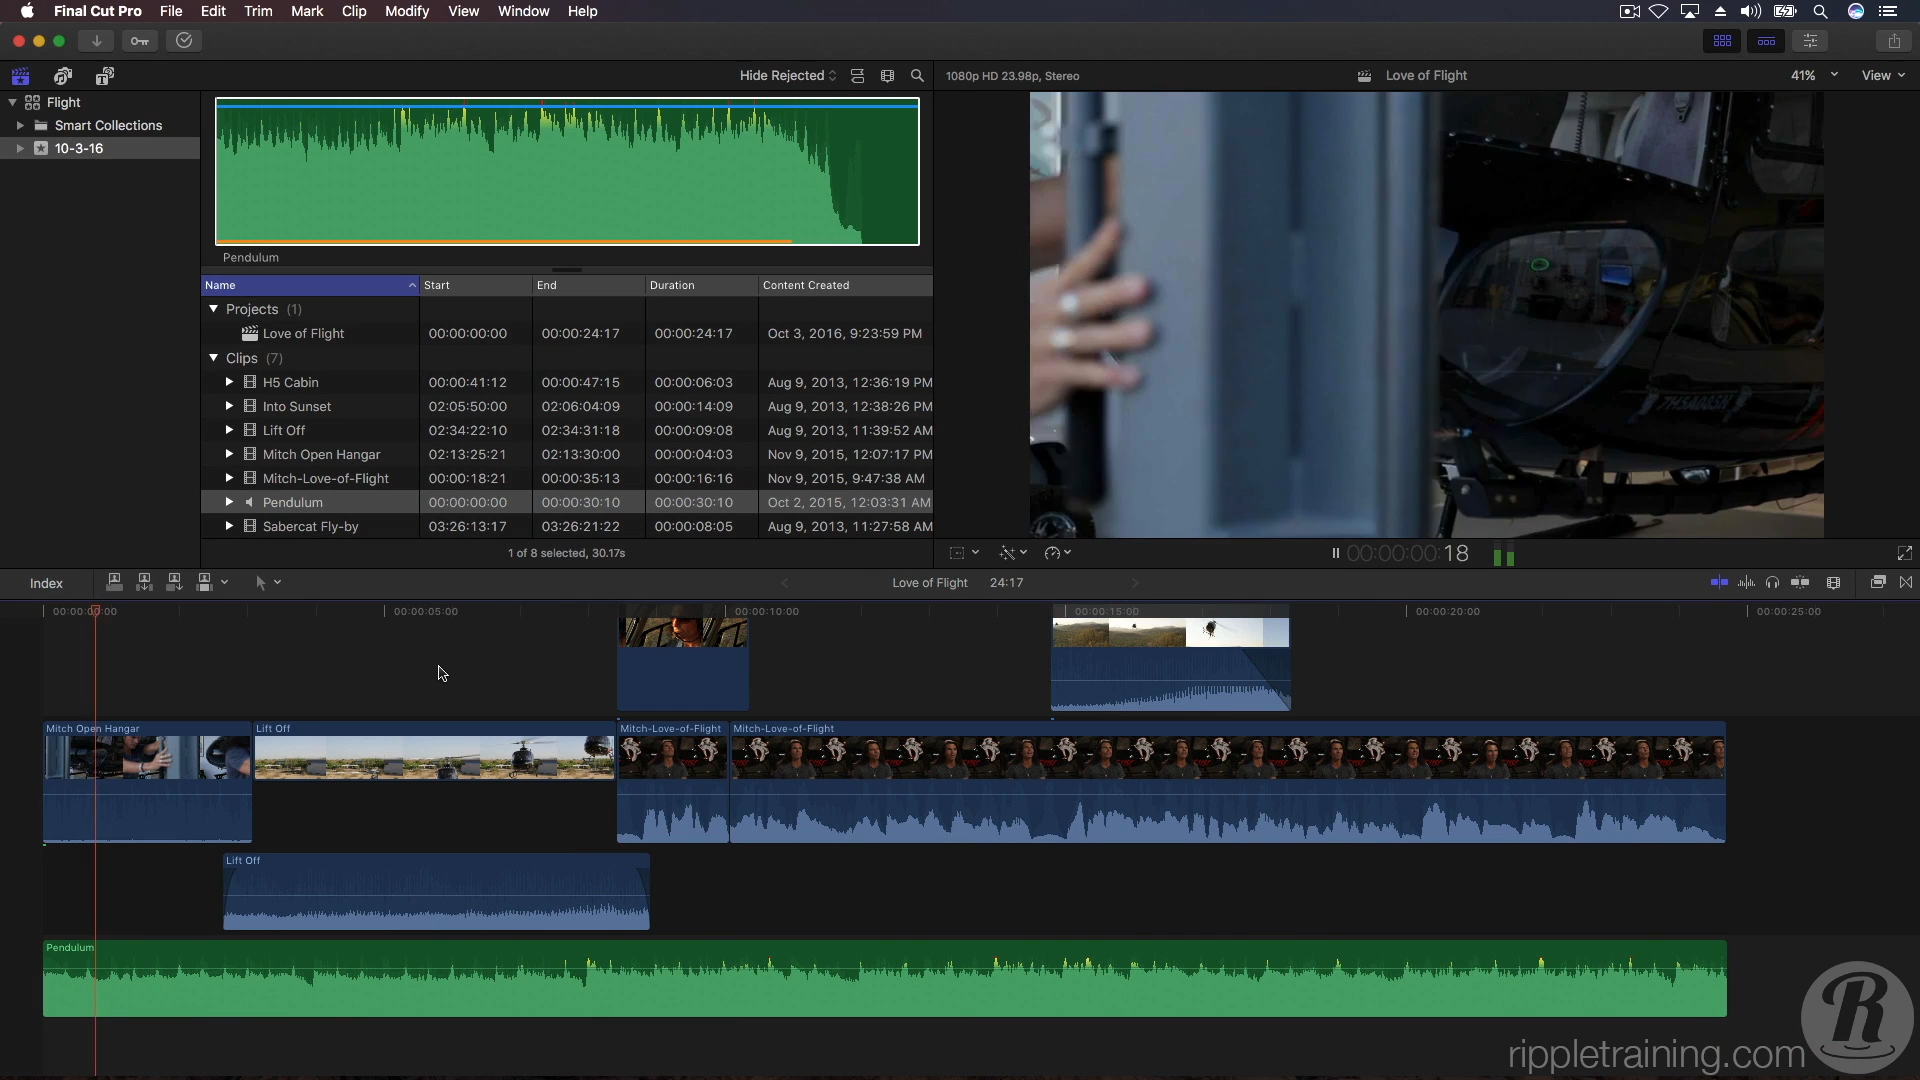 Final Cut Pro File Edit Trim Mark Clip Modify View Window Help
Hide Rejected
1080p HD 23.98p, Stereo
Love of Flight
41%
View
Flight
Smart Collections
10-3-16
Pendulum
Name Start End Duration Content Created
Projects (1)
Love of Flight 00:00:00:00 00:00:24:17 00:00:24:17 Oct 3, 2016, 9:23:59 PM
Clips (7)
H5 Cabin 00:00:41:12 00:00:47:15 00:00:06:03 Aug 9, 2013, 12:36:19 PM
Into Sunset 02:05:50:00 02:06:04:09 00:00:14:09 Aug 9, 2013, 12:38:26 PM
Lift Off 02:34:22:10 02:34:31:18 00:00:09:08 Aug 9, 2013, 11:39:52 AM
Mitch Open Hangar 02:13:25:21 02:13:30:00 00:00:04:03 Nov 9, 2015, 12:07:17 PM
Mitch-Love-of-Flight 00:00:18:21 00:00:35:13 00:00:16:16 Nov 9, 2015, 9:47:38 AM
Pendulum 00:00:00:00 00:00:30:10 00:00:30:10 Oct 2, 2015, 12:03:31 AM
Sabercat Fly-by 03:26:13:17 03:26:21:22 00:00:08:05 Aug 9, 2013, 11:27:58 AM
1 of 8 selected, 30.17s
00:00:00:18
Index
Love of Flight 24:17
00:00:00:00 00:00:05:00 00:00:10:00 00:00:15:00 00:00:20:00 00:00:25:00
Mitch Open Hangar
Lift Off
Mitch-Love-of-Flight
Mitch-Love-of-Flight
Lift Off
Pendulum
R
rippletraining.com